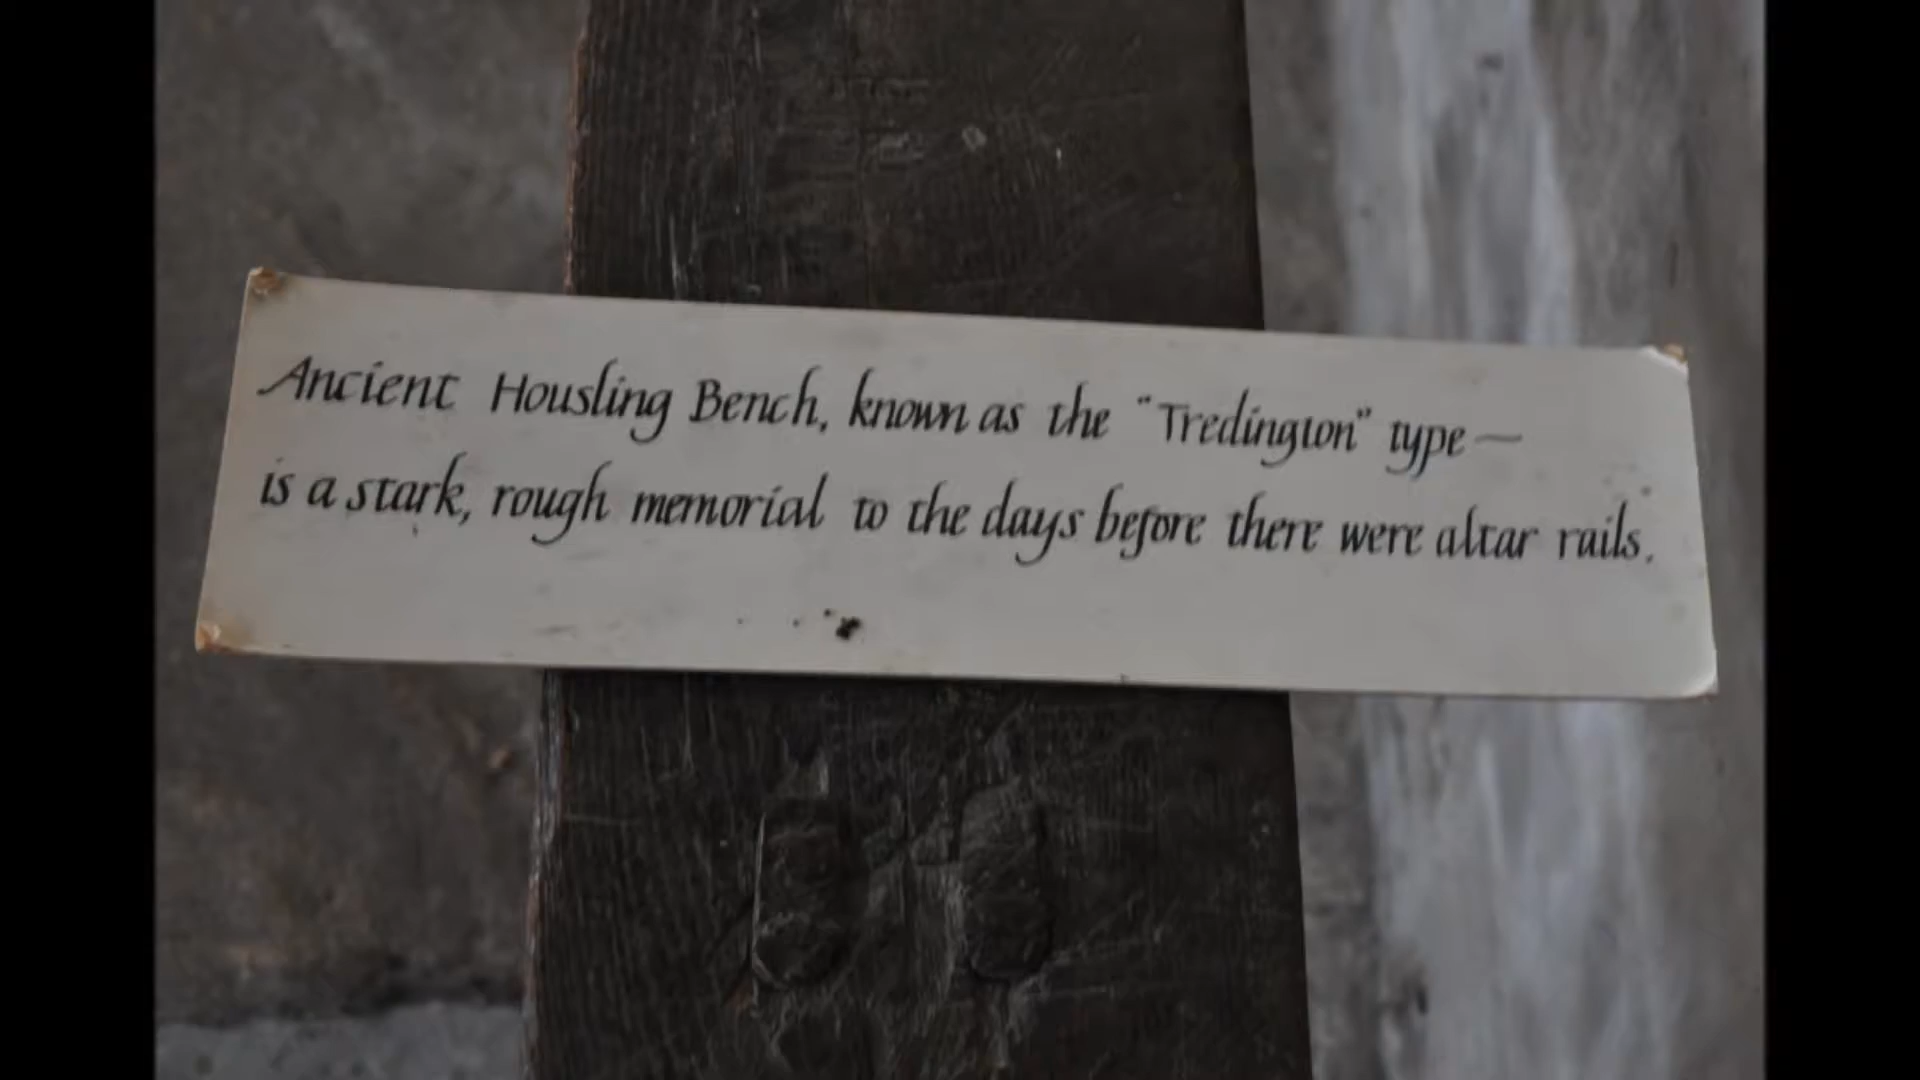 Ancient Housling Bench, known as the "Tredington" type —
is a stark, rough memorial to the days before there were altar rails.